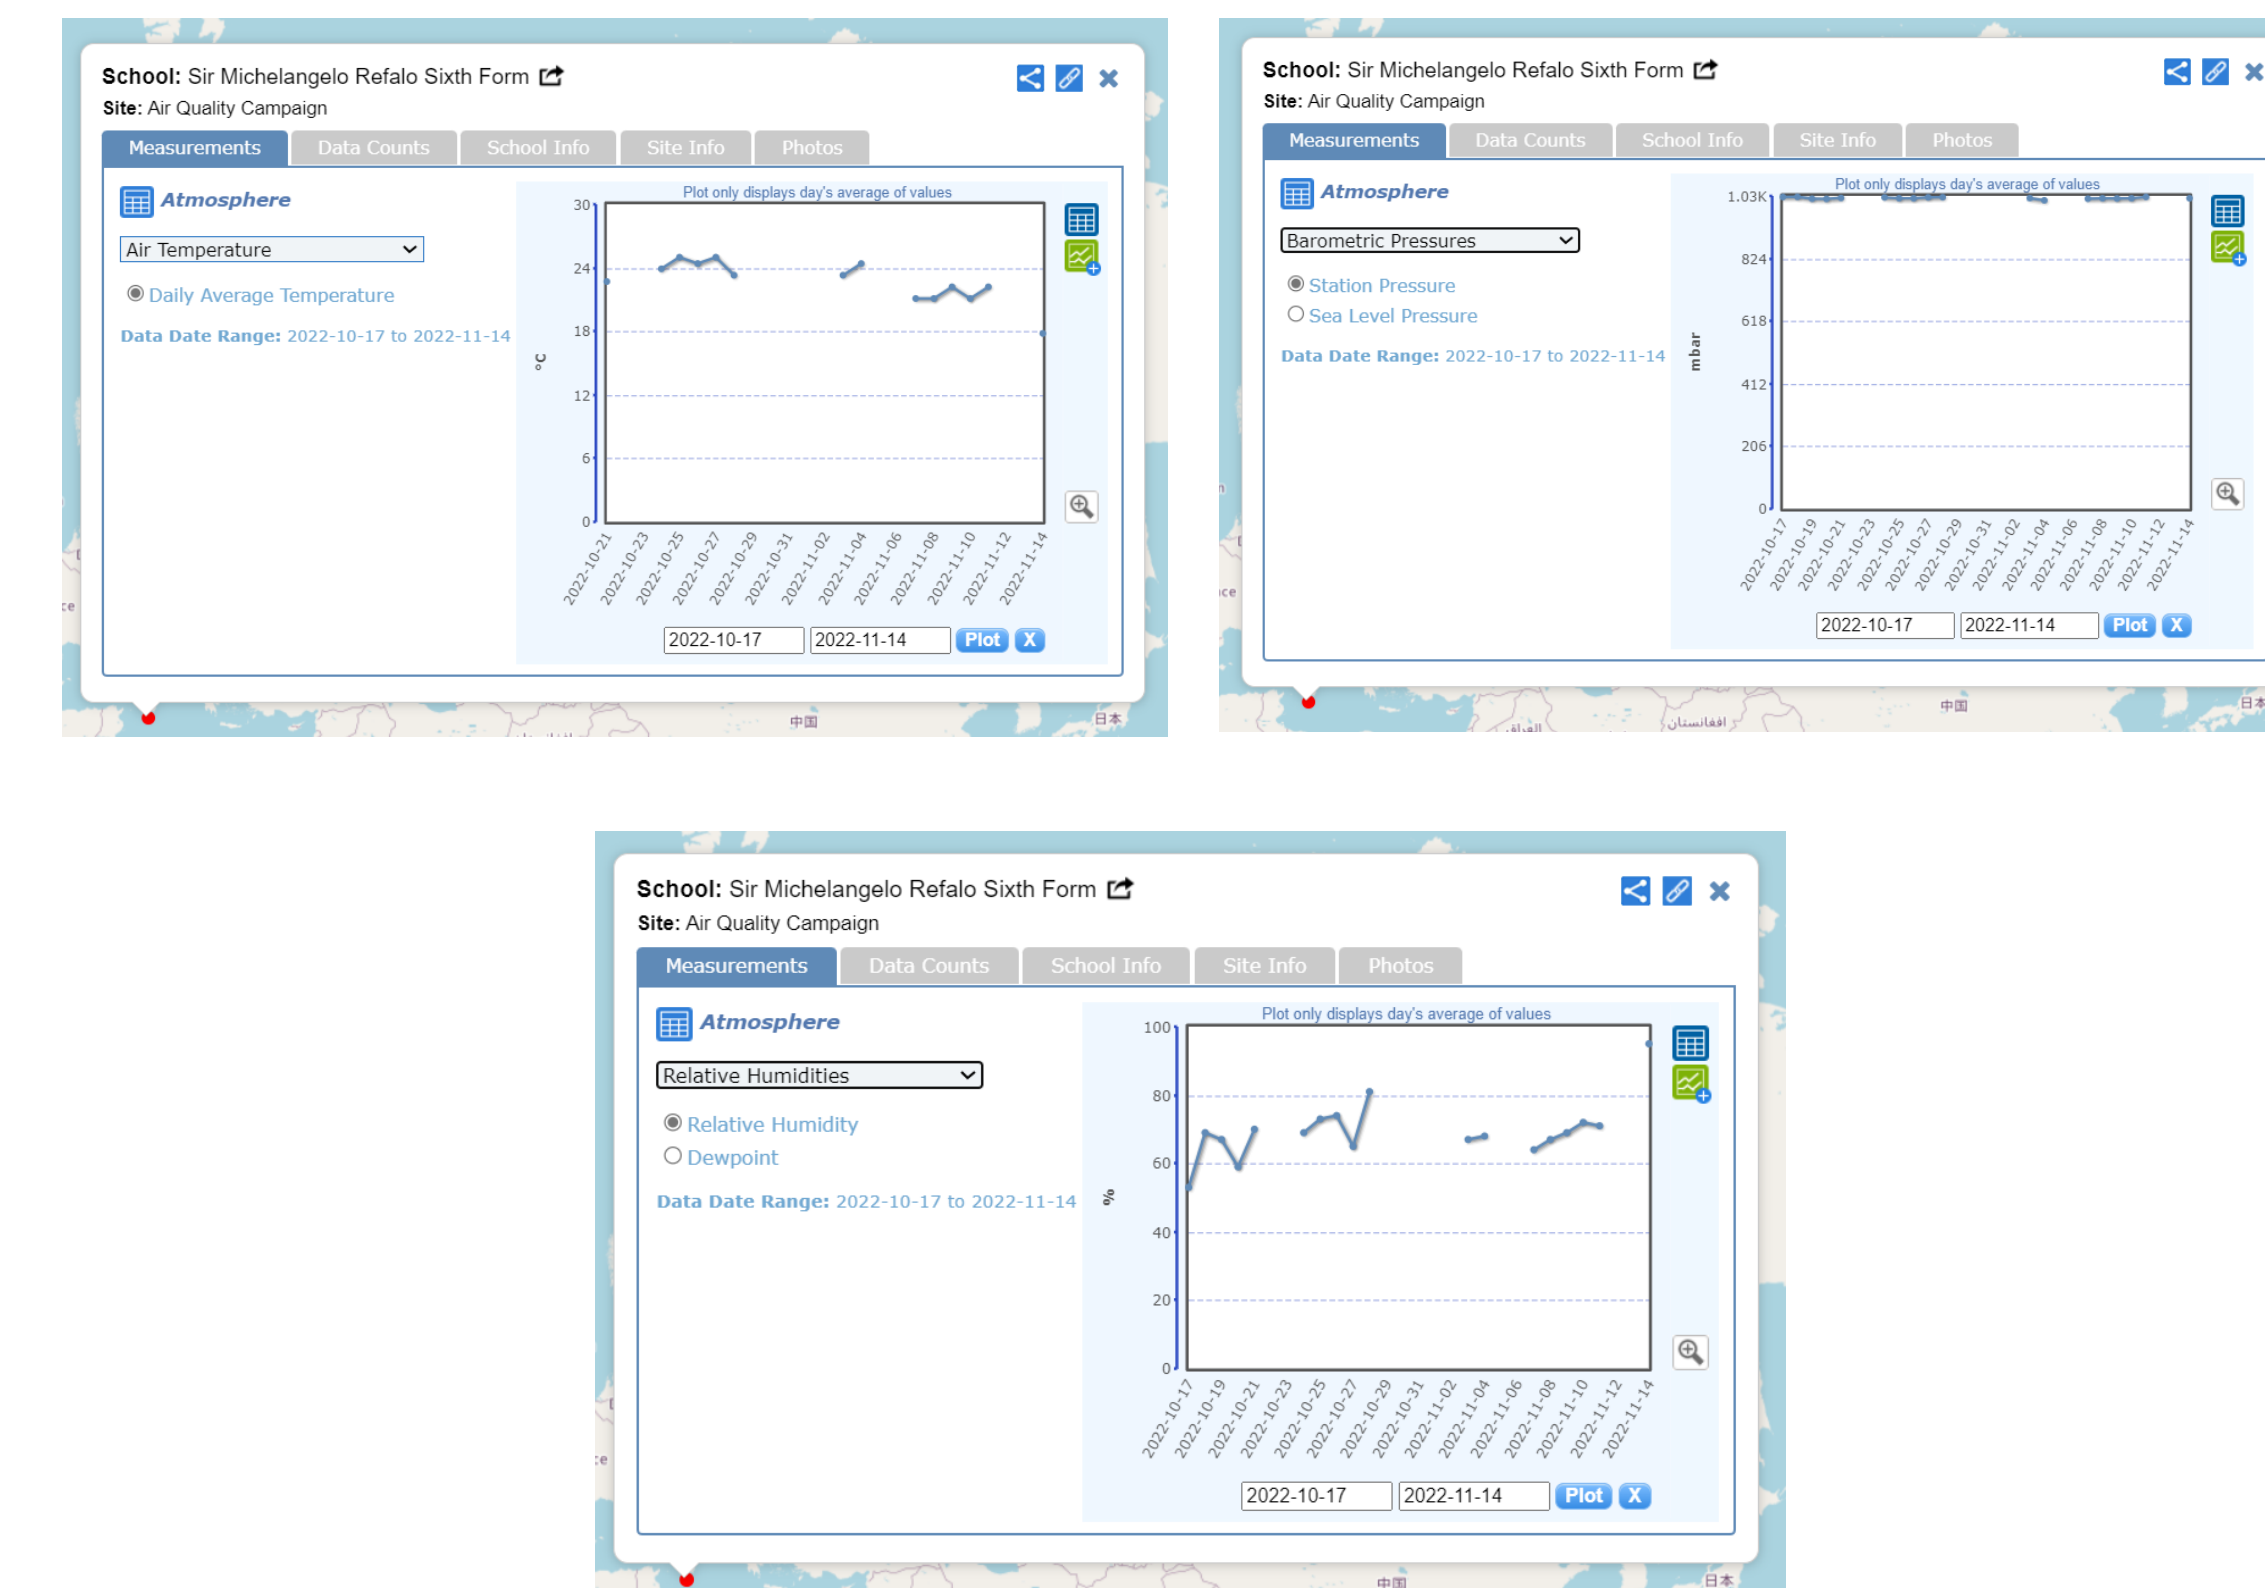 School: Sir Michelangelo Refalo Sixth Form
Site: Air Quality Campaign
Measurements
Data Counts
School Info
Site Info
Photos
Atmosphere
Air Temperature
Daily Average Temperature
Data Date Range: 2022-10-17 to 2022-11-14
Plot only displays day's average of values
30
24
18
12
6
0
°C
2022-10-21
2022-10-23
2022-10-25
2022-10-27
2022-10-29
2022-10-31
2022-11-02
2022-11-04
2022-11-06
2022-11-08
2022-11-10
2022-11-12
2022-11-14
2022-10-17
2022-11-14
Plot
X
中国
日本
School: Sir Michelangelo Refalo Sixth Form
Site: Air Quality Campaign
Measurements
Data Counts
School Info
Site Info
Photos
Atmosphere
Barometric Pressures
Station Pressure
Sea Level Pressure
Data Date Range: 2022-10-17 to 2022-11-14
Plot only displays day's average of values
1.03K
824
618
412
206
0
mbar
2022-10-17
2022-10-19
2022-10-21
2022-10-23
2022-10-25
2022-10-27
2022-10-29
2022-10-31
2022-11-02
2022-11-04
2022-11-06
2022-11-08
2022-11-10
2022-11-12
2022-11-14
2022-10-17
2022-11-14
Plot
X
العراق
افغانستان
中国
日本
School: Sir Michelangelo Refalo Sixth Form
Site: Air Quality Campaign
Measurements
Data Counts
School Info
Site Info
Photos
Atmosphere
Relative Humidities
Relative Humidity
Dewpoint
Data Date Range: 2022-10-17 to 2022-11-14
Plot only displays day's average of values
100
80
60
40
20
0
%
2022-10-17
2022-10-19
2022-10-21
2022-10-23
2022-10-25
2022-10-27
2022-10-29
2022-10-31
2022-11-02
2022-11-04
2022-11-06
2022-11-08
2022-11-10
2022-11-12
2022-11-14
2022-10-17
2022-11-14
Plot
X
中国
日本